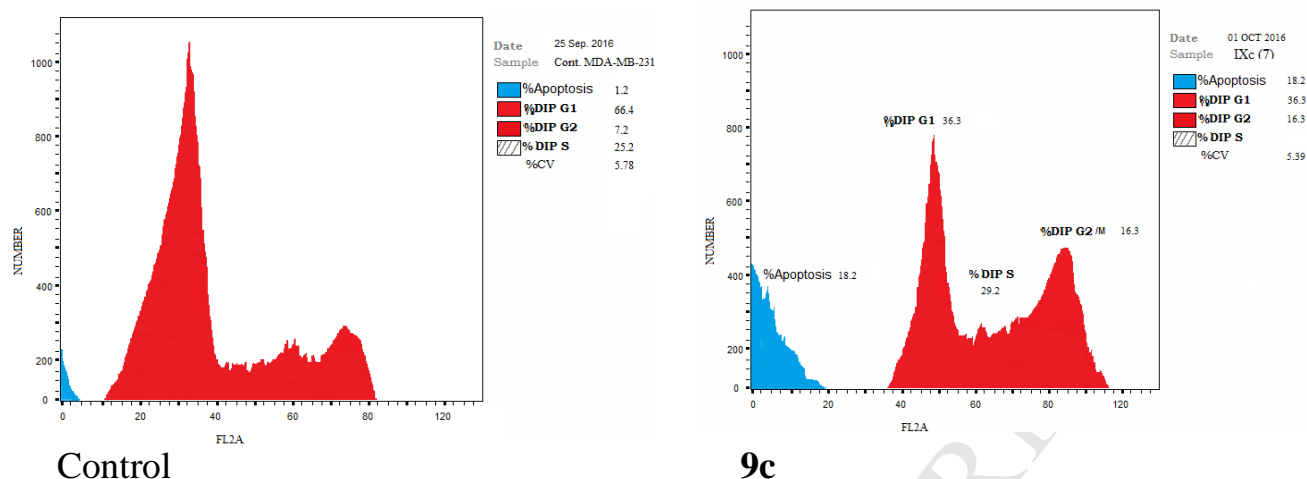 Date 25 Sep. 2016
Sample Cont. MDA-MB-231
%Apoptosis 1.2
%DIP G1 66.4
%DIP G2 7.2
% DIP S 25.2
%CV 5.78
1000
800
600
400
200
0
NUMBER
0 20 40 60 80 120
FL2A
Control
Date 01 OCT 2016
Sample IXc (7)
%Apoptosis 18.2
%DIP G1 36.3
%DIP G2 16.3
% DIP S
%CV 5.39
%DIP G1 36.3
%DIP G2 /M 16.3
%Apoptosis 18.2
% DIP S
29.2
1000
800
600
400
200
0
NUMBER
0 20 40 60 80 120
FL2A
9c